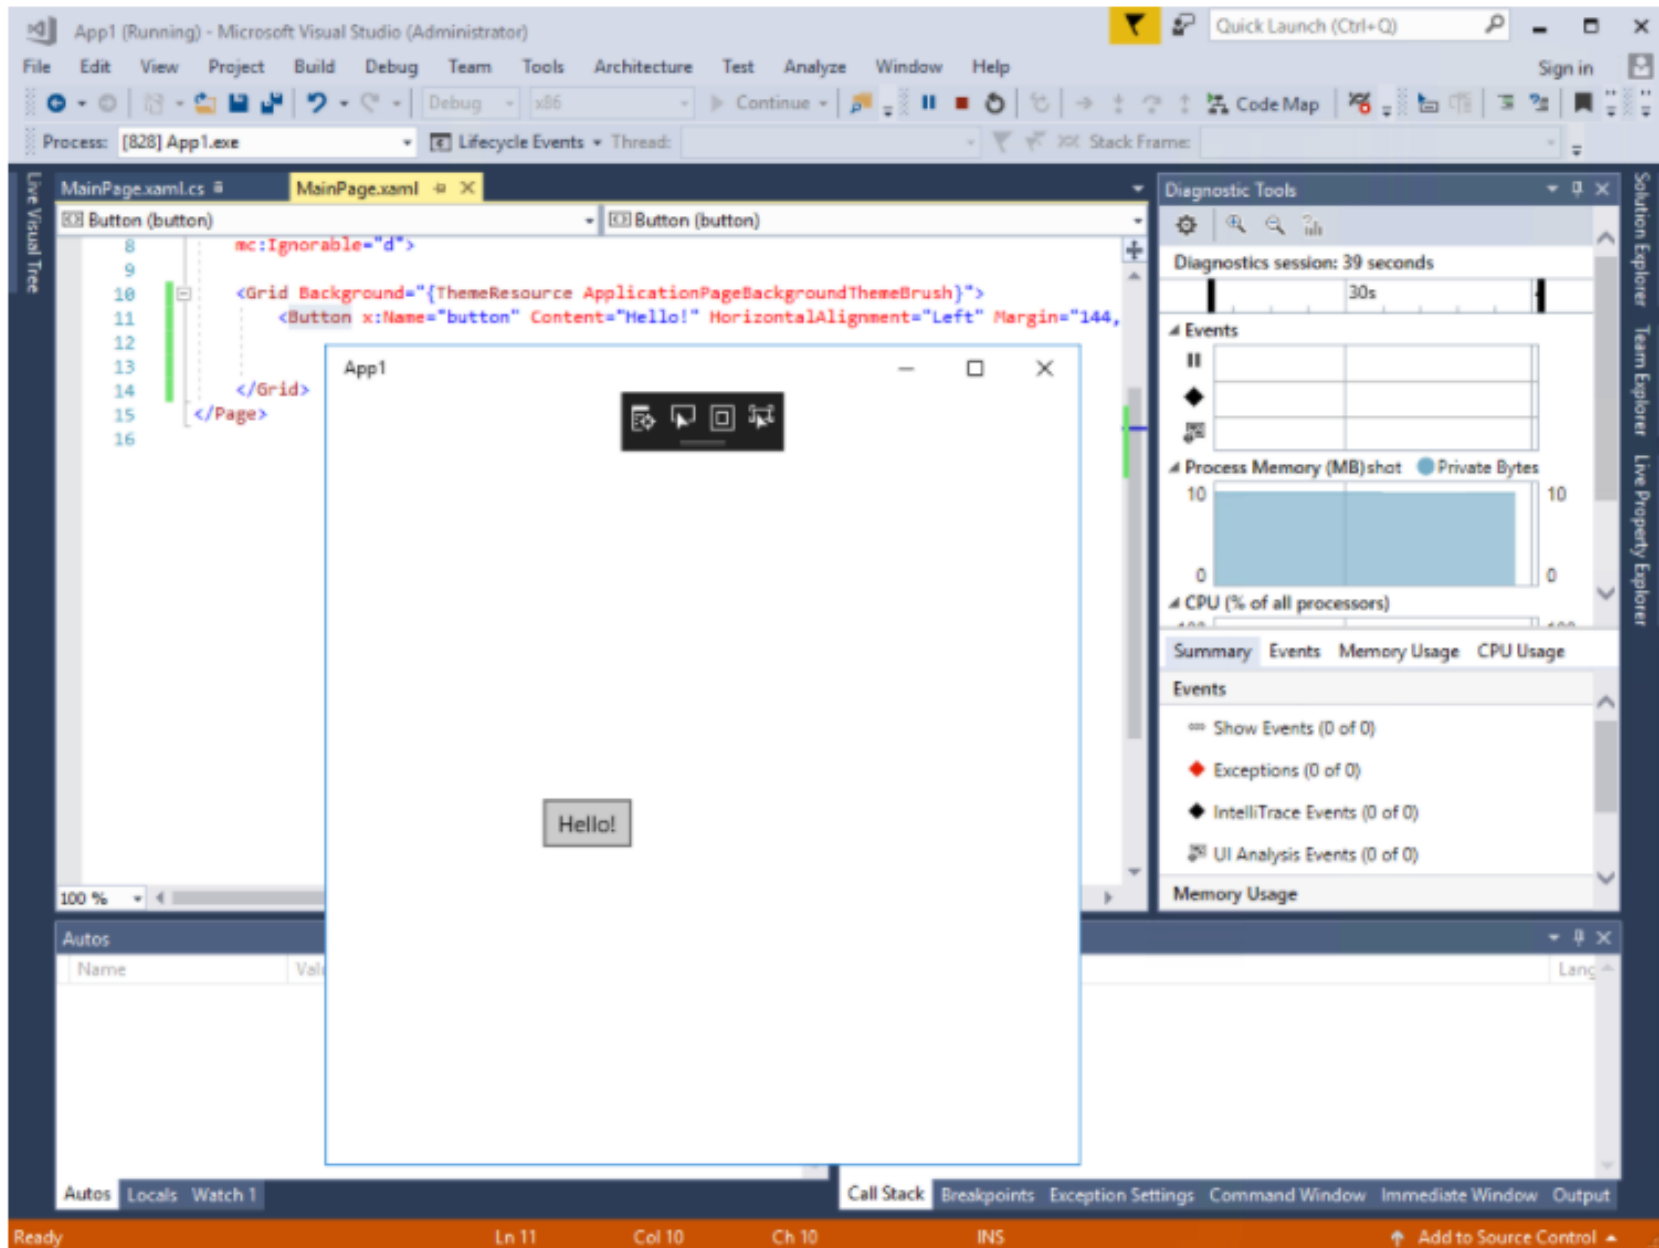 App1 (Running) - Microsoft Visual Studio (Administrator)
Quick Launch (Ctrl+Q)
File Edit View Project Build Debug Team Tools Architecture Test Analyze Window Help
Sign in
Debug x86 Continue Code Map
Process: [828] App1.exe Lifecycle Events Thread: Stack Frame:
Live Visual Tree
MainPage.xaml.cs MainPage.xaml
Button (button) Button (button)
8 mc:Ignorable="d">
9
10 <Grid Background="{ThemeResource ApplicationPageBackgroundThemeBrush}">
11 <Button x:Name="button" Content="Hello!" HorizontalAlignment="Left" Margin="144,
12
13
14 </Grid>
15 </Page>
16
100 %
App1
Hello!
Diagnostic Tools
Diagnostics session: 39 seconds
30s
Events
Process Memory (MB) shot Private Bytes
10 10
0 0
CPU (% of all processors)
Summary Events Memory Usage CPU Usage
Events
Show Events (0 of 0)
Exceptions (0 of 0)
IntelliTrace Events (0 of 0)
UI Analysis Events (0 of 0)
Memory Usage
Solution Explorer
Team Explorer
Live Property Explorer
Autos
Name
Lang
Autos Locals Watch 1
Call Stack Breakpoints Exception Settings Command Window Immediate Window Output
Ready Ln 11 Col 10 Ch 10 INS Add to Source Control